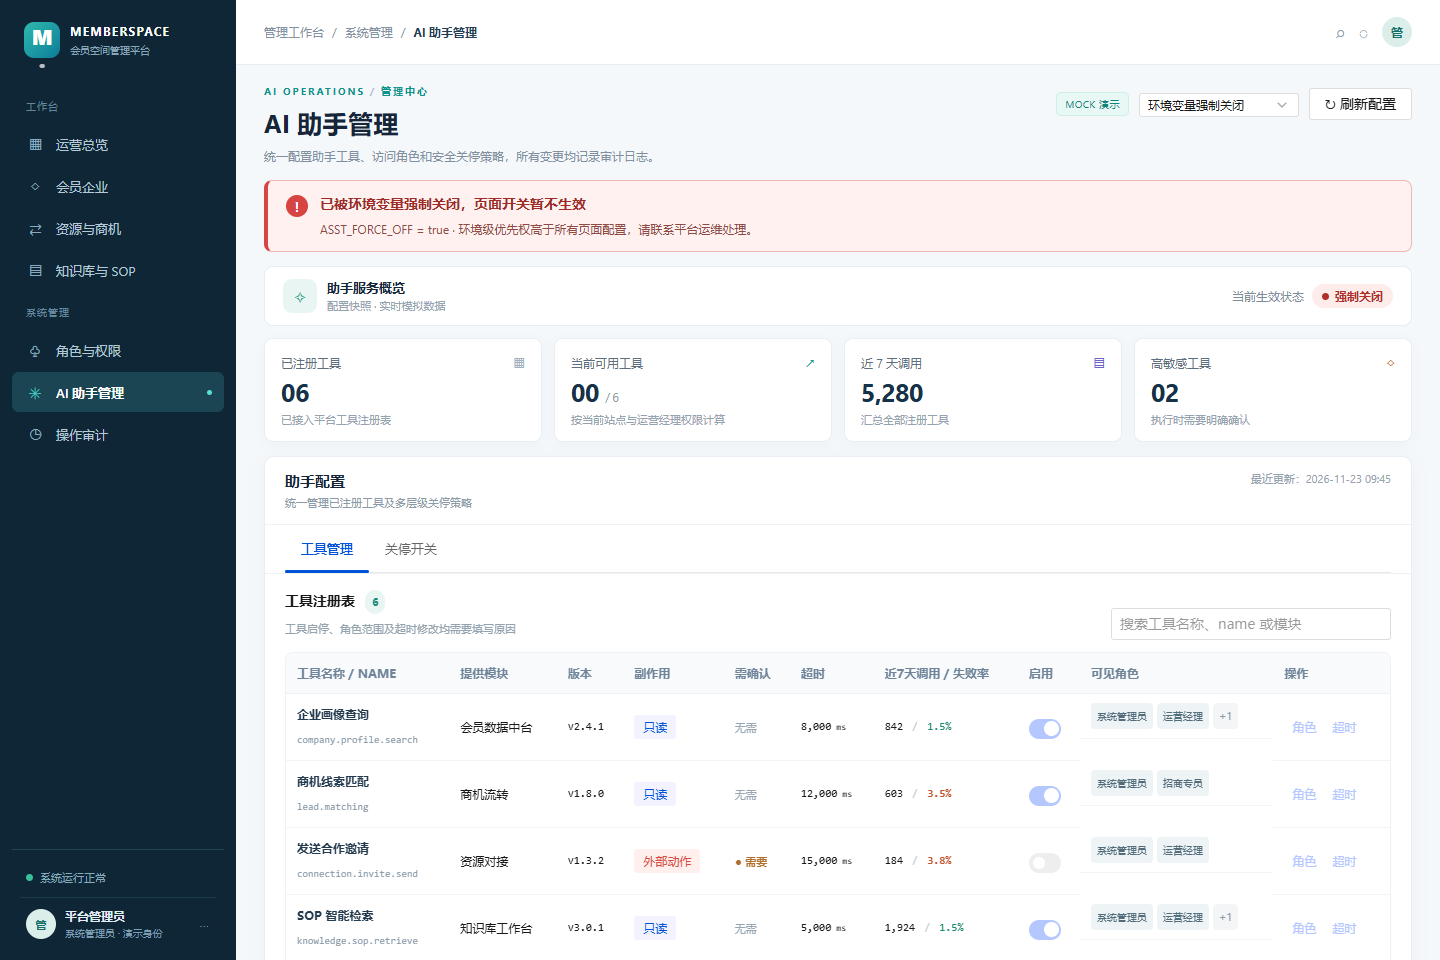 M
MEMBERSPACE
会员空间管理平台
工作台
运营总览
会员企业
资源与商机
知识库与 SOP
系统管理
角色与权限
AI 助手管理
操作审计
系统运行正常
管
平台管理员
系统管理员 · 演示身份
...
管理工作台 / 系统管理 / AI 助手管理
管
AI OPERATIONS / 管理中心
AI 助手管理
统一配置助手工具、访问角色和安全关停策略，所有变更均记录审计日志。
MOCK 演示
环境变量强制关闭
↻ 刷新配置
!
已被环境变量强制关闭，页面开关暂不生效
ASST_FORCE_OFF = true · 环境级优先权高于所有页面配置，请联系平台运维处理。
助手服务概览
配置快照 · 实时模拟数据
当前生效状态
强制关闭
已注册工具
06
已接入平台工具注册表
当前可用工具
00 / 6
按当前站点与运营经理权限计算
近 7 天调用
5,280
汇总全部注册工具
高敏感工具
02
执行时需要明确确认
助手配置
统一管理已注册工具及多层级关停策略
最近更新：2026-11-23 09:45
工具管理
关停开关
工具注册表 6
工具启停、角色范围及超时修改均需要填写原因
搜索工具名称、name 或模块
工具名称 / NAME 提供模块 版本 副作用 需确认 超时 近7天调用 / 失败率 启用 可见角色 操作
企业画像查询
company.profile.search
会员数据中台 v2.4.1 只读 无需 8,000 ms 842 / 1.5% 系统管理员 运营经理 +1 角色 超时
商机线索匹配
lead.matching
商机流转 v1.8.0 只读 无需 12,000 ms 603 / 3.5% 系统管理员 招商专员 角色 超时
发送合作邀请
connection.invite.send
资源对接 v1.3.2 外部动作 需要 15,000 ms 184 / 3.8% 系统管理员 运营经理 角色 超时
SOP 智能检索
knowledge.sop.retrieve
知识库工作台 v3.0.1 只读 无需 5,000 ms 1,924 / 1.5% 系统管理员 运营经理 +1 角色 超时